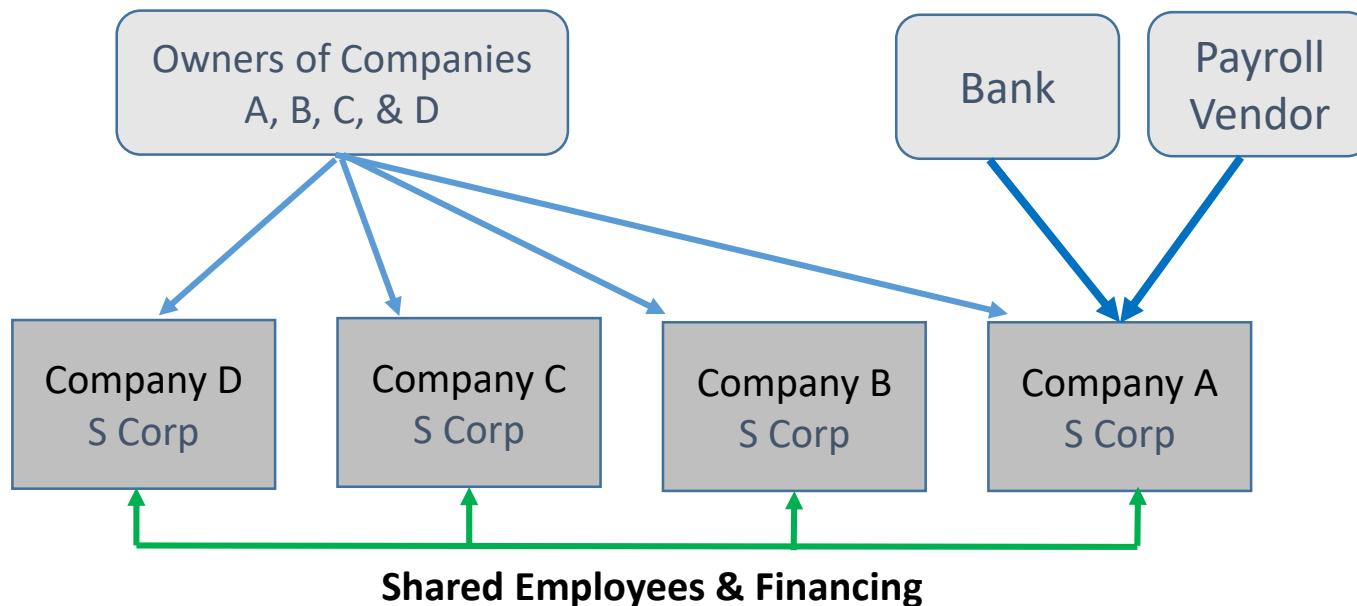 Owners of Companies
A, B, C, & D
Bank
Payroll
Vendor
Company D
S Corp
Company C
S Corp
Company B
S Corp
Company A
S Corp
Shared Employees & Financing